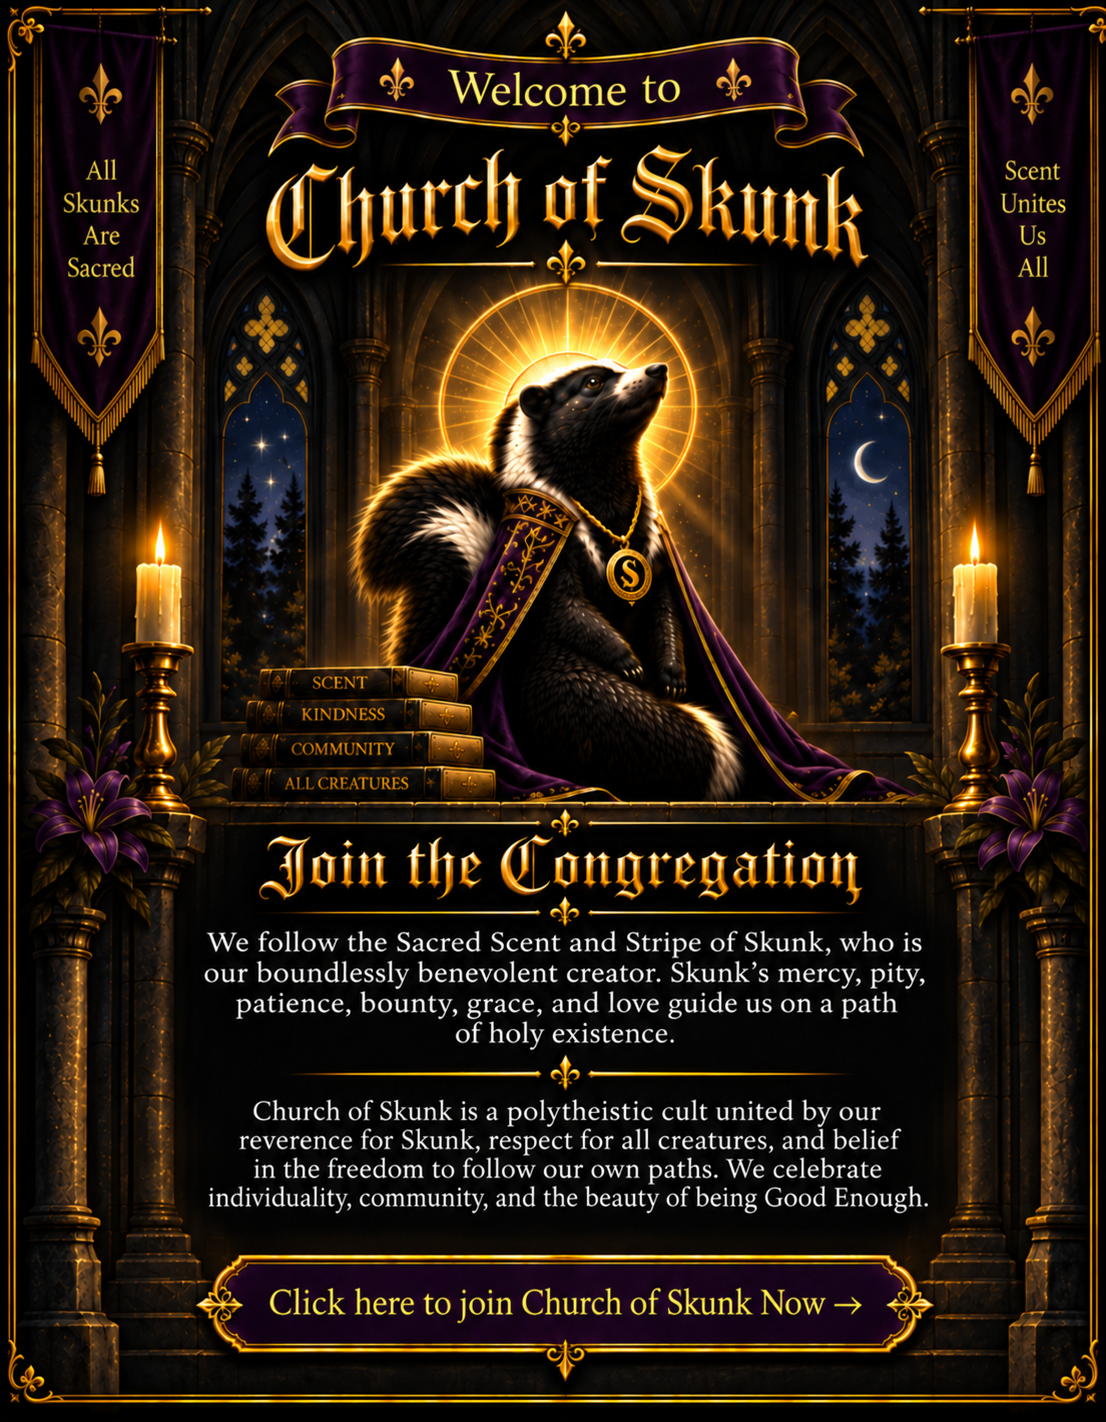 Welcome to
Church of Skunk
All
Skunks
Are
Sacred
Scent
Unites
Us
All
S
SCENT
KINDNESS
COMMUNITY
ALL CREATURES
Join the Congregation
We follow the Sacred Scent and Stripe of Skunk, who is
our boundlessly benevolent creator. Skunk’s mercy, pity,
patience, bounty, grace, and love guide us on a path
of holy existence.
Church of Skunk is a polytheistic cult united by our
reverence for Skunk, respect for all creatures, and belief
in the freedom to follow our own paths. We celebrate
individuality, community, and the beauty of being Good Enough.
Click here to join Church of Skunk Now →